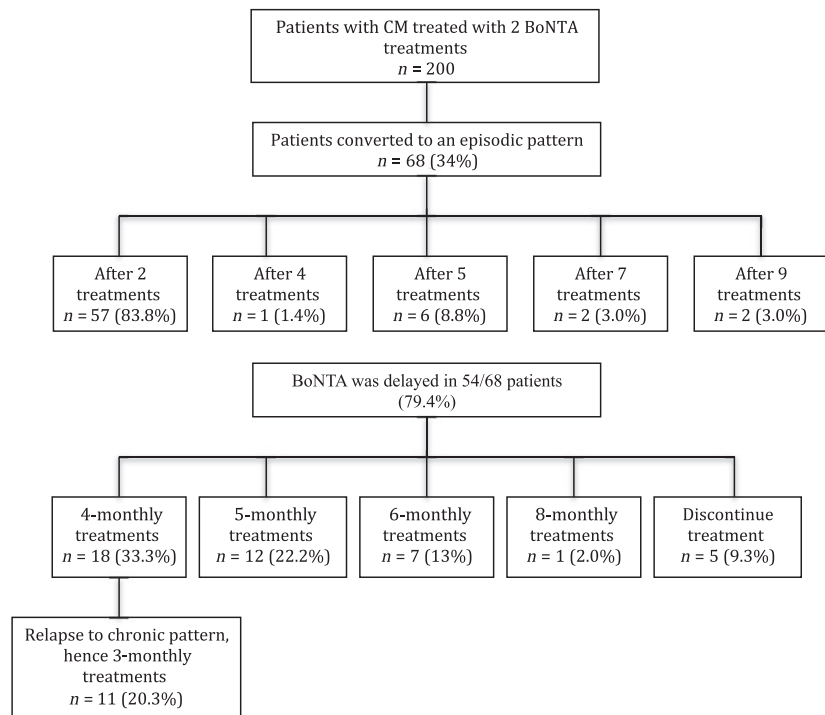 Patients with CM treated with 2 BoNTA
treatments
n = 200
Patients converted to an episodic pattern
n = 68 (34%)
After 2
treatments
n = 57 (83.8%)
After 4
treatments
n = 1 (1.4%)
After 5
treatments
n = 6 (8.8%)
After 7
treatments
n = 2 (3.0%)
After 9
treatments
n = 2 (3.0%)
BoNTA was delayed in 54/68 patients
(79.4%)
4-monthly
treatments
n = 18 (33.3%)
5-monthly
treatments
n = 12 (22.2%)
6-monthly
treatments
n = 7 (13%)
8-monthly
treatments
n = 1 (2.0%)
Discontinue
treatment
n = 5 (9.3%)
Relapse to chronic pattern,
hence 3-monthly
treatments
n = 11 (20.3%)